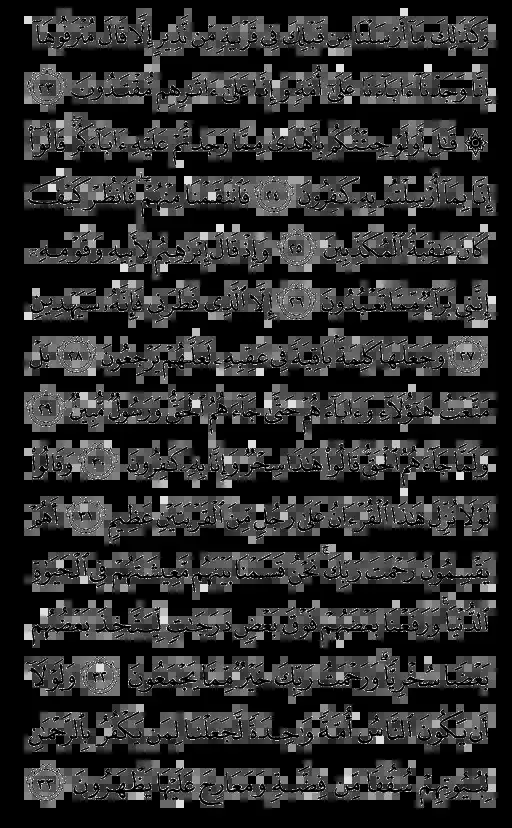 وَكَذَٰلِكَ مَآ أَرْسَلْنَا مِن قَبْلِكَ فِى قَرْيَةٍ مِّن نَّذِيرٍ إِلَّا قَالَ مُتْرَفُوهَآ
إِنَّا وَجَدْنَآ ءَابَآءَنَا عَلَىٰٓ أُمَّةٍ وَإِنَّا عَلَىٰٓ ءَاثَٰرِهِم مُّقْتَدُونَ ٢٣
۞ قَٰلَ أَوَلَوْ جِئْتُكُم بِأَهْدَىٰ مِمَّا وَجَدتُّمْ عَلَيْهِ ءَابَآءَكُمْ قَالُوٓا۟
إِنَّا بِمَآ أُرْسِلْتُم بِهِۦ كَٰفِرُونَ ٢٤ فَٱنتَقَمْنَا مِنْهُمْ فَٱنظُرْ كَيْفَ
كَانَ عَٰقِبَةُ ٱلْمُكَذِّبِينَ ٢٥ وَإِذْ قَالَ إِبْرَٰهِيمُ لِأَبِيهِ وَقَوْمِهِۦٓ
إِنَّنِى بَرَآءٌ مِّمَّا تَعْبُدُونَ ٢٦ إِلَّا ٱلَّذِى فَطَرَنِى فَإِنَّهُۥ سَيَهْدِينِ
٢٧ وَجَعَلَهَا كَلِمَةًۢ بَاقِيَةً فِى عَقِبِهِۦ لَعَلَّهُمْ يَرْجِعُونَ ٢٨ بَلْ
مَتَّعْتُ هَٰٓؤُلَآءِ وَءَابَآءَهُمْ حَتَّىٰ جَآءَهُمُ ٱلْحَقُّ وَرَسُولٌ مُّبِينٌ ٢٩
وَلَمَّا جَآءَهُمُ ٱلْحَقُّ قَالُوا۟ هَٰذَا سِحْرٌ وَإِنَّا بِهِۦ كَٰفِرُونَ ٣٠ وَقَالُوا۟
لَوْلَا نُزِّلَ هَٰذَا ٱلْقُرْءَانُ عَلَىٰ رَجُلٍ مِّنَ ٱلْقَرْيَتَيْنِ عَظِيمٍ ٣١ أَهُمْ
يَقْسِمُونَ رَحْمَتَ رَبِّكَ نَحْنُ قَسَمْنَا بَيْنَهُم مَّعِيشَتَهُمْ فِى ٱلْحَيَوٰةِ
ٱلدُّنْيَا وَرَفَعْنَا بَعْضَهُمْ فَوْقَ بَعْضٍ دَرَجَٰتٍ لِّيَتَّخِذَ بَعْضُهُم
بَعْضًا سُخْرِيًّا وَرَحْمَتُ رَبِّكَ خَيْرٌ مِّمَّا يَجْمَعُونَ ٣٢ وَلَوْلَآ
أَن يَكُونَ ٱلنَّاسُ أُمَّةً وَٰحِدَةً لَّجَعَلْنَا لِمَن يَكْفُرُ بِٱلرَّحْمَٰنِ
لِبُيُوتِهِمْ سُقُفًا مِّن فِضَّةٍ وَمَعَارِجَ عَلَيْهَا يَظْهَرُونَ ٣٣